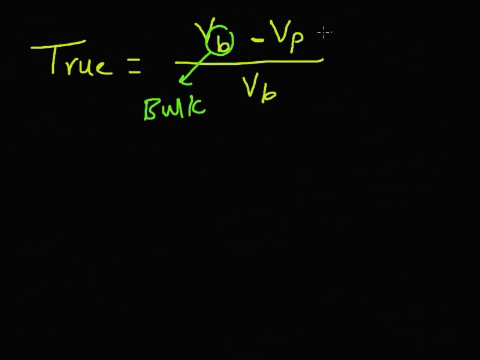 True = (Vb - Vp) / Vb
Bulk